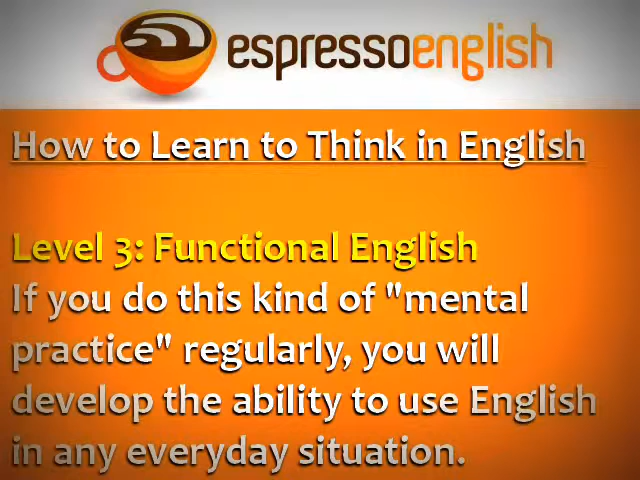 espressoenglish
How to Learn to Think in English
Level 3: Functional English
If you do this kind of "mental
practice" regularly, you will
develop the ability to use English
in any everyday situation.